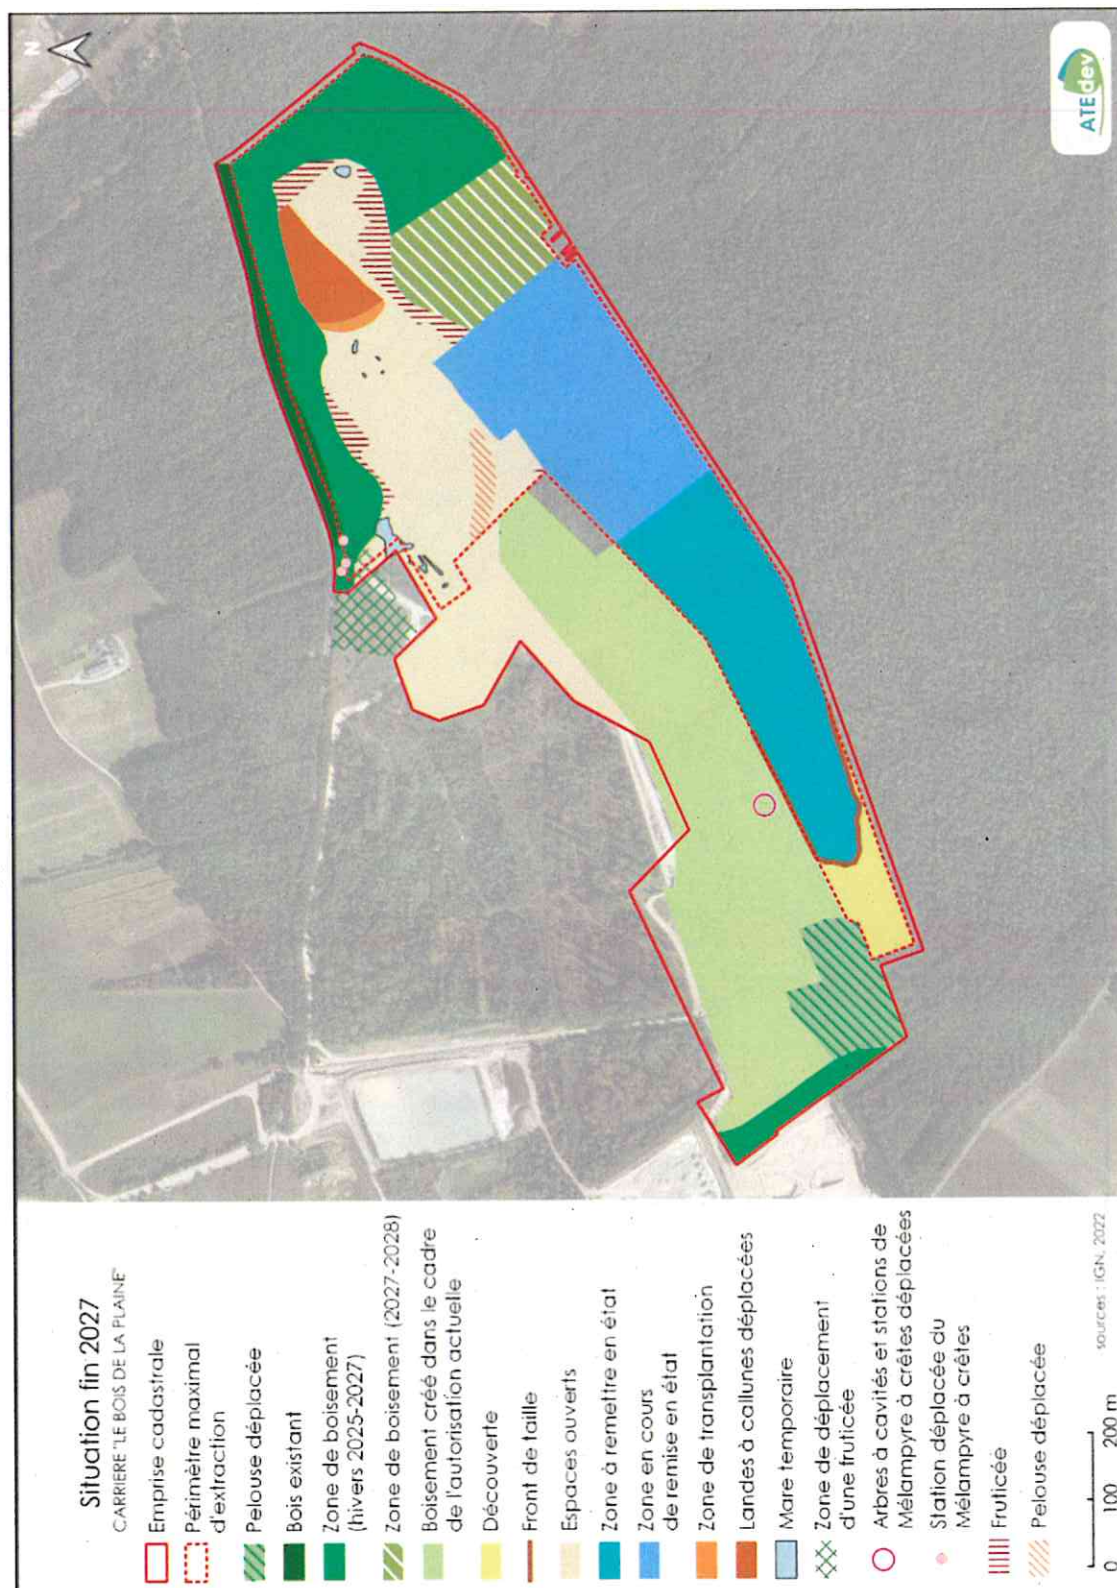 Situation fin 2027
CARRIERE "LE BOIS DE LA PLAINE"
Emprise cadastrale
Périmètre maximal
d'extraction
Pelouse déplacée
Bois existant
Zone de boisement
(hivers 2025-2027)
Zone de boisement (2027-2028)
Boisement créé dans le cadre
de l'autorisation actuelle
Découverte
Front de taille
Espaces ouverts
Zone à remettre en état
Zone en cours
de remise en état
Zone de transplantation
Landes à callunes déplacées
Mare temporaire
Zone de déplacement
d'une fruticée
Arbres à cavités et stations de
Mélampyre à crêtes déplacées
Station déplacée du
Mélampyre à crêtes
Fruticée
Pelouse déplacée
0 100 200 m
sources : IGN, 2022
N
ATEdev